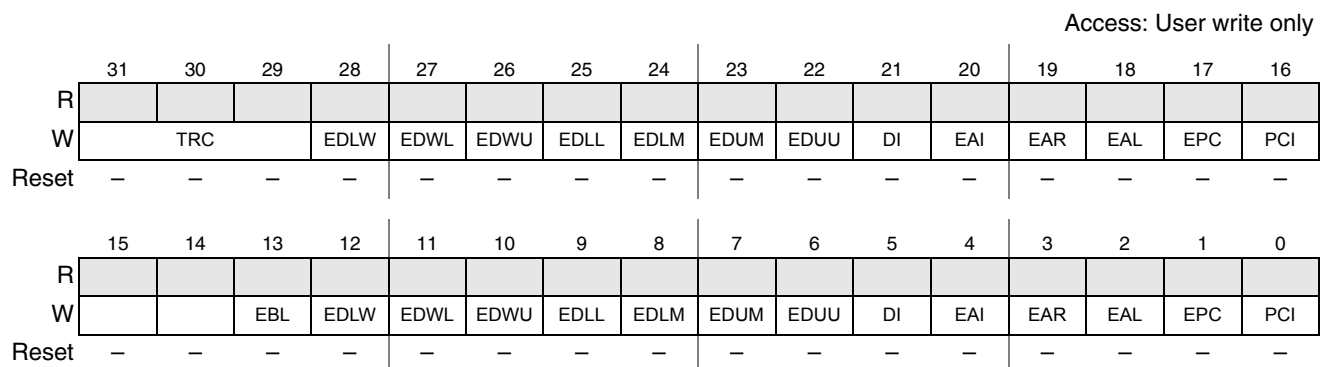 Access: User write only
31 30 29 28 27 26 25 24 23 22 21 20 19 18 17 16
R
W TRC EDLW EDWL EDWU EDLL EDLM EDUM EDUU DI EAI EAR EAL EPC PCI
Reset – – – – – – – – – – – – – – – –
15 14 13 12 11 10 9 8 7 6 5 4 3 2 1 0
R
W EBL EDLW EDWL EDWU EDLL EDLM EDUM EDUU DI EAI EAR EAL EPC PCI
Reset – – – – – – – – – – – – – – – –